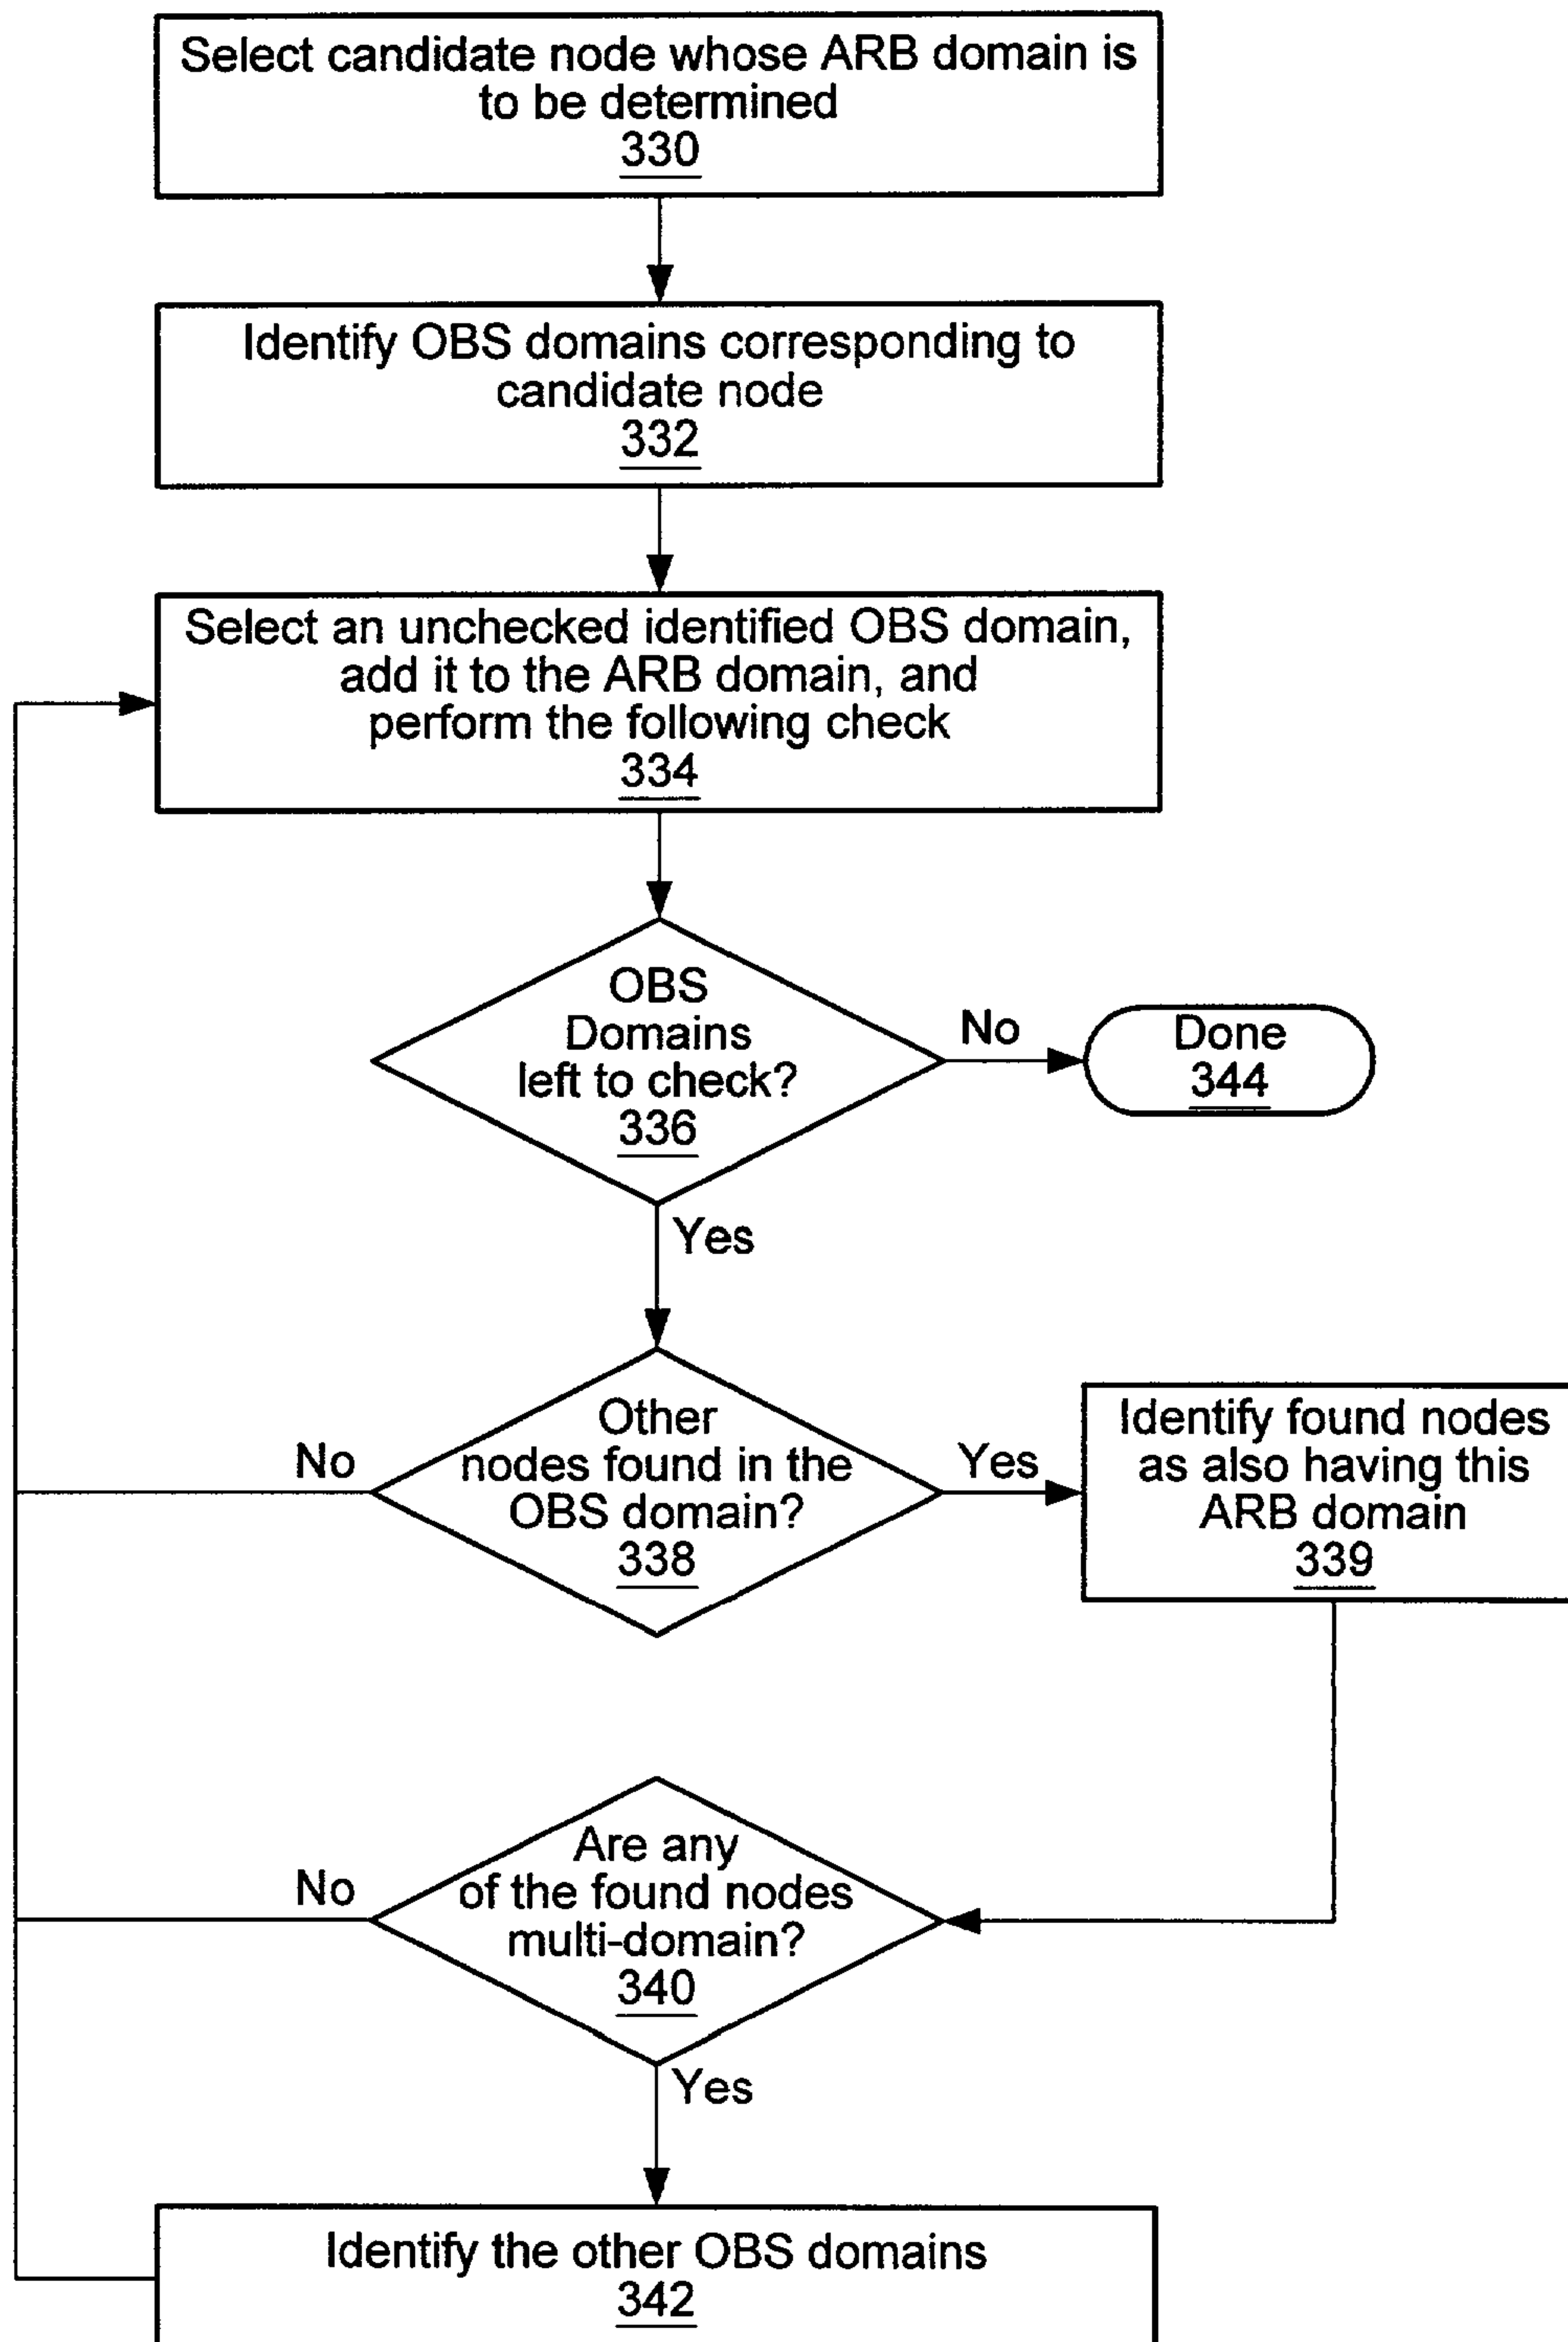 Select candidate node whose ARB domain is
to be determined
330
Identify OBS domains corresponding to
candidate node
332
Select an unchecked identified OBS domain,
add it to the ARB domain, and
perform the following check
334
OBS
Domains
left to check?
336
No
Done
344
Yes
Other
nodes found in the
OBS domain?
338
No
Yes
Identify found nodes
as also having this
ARB domain
339
Are any
of the found nodes
multi-domain?
340
No
Yes
Identify the other OBS domains
342